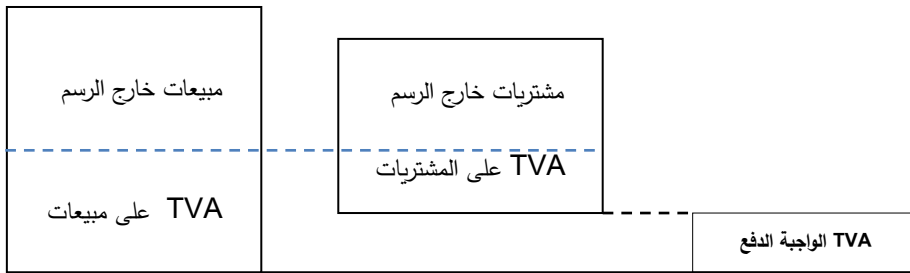 مبيعات خارج الرسم
مشتريات خارج الرسم
TVA على المشتريات
TVA على مبيعات
TVA الواجبة الدفع